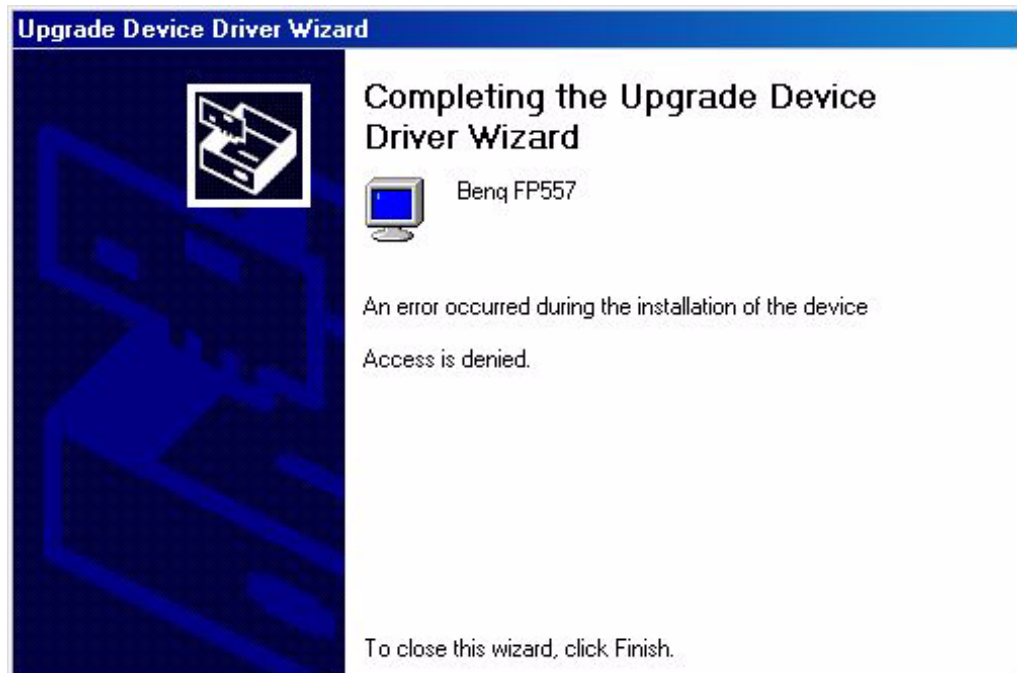 Upgrade Device Driver Wizard
Completing the Upgrade Device
Driver Wizard
Benq FP557
An error occurred during the installation of the device
Access is denied.
To close this wizard, click Finish.